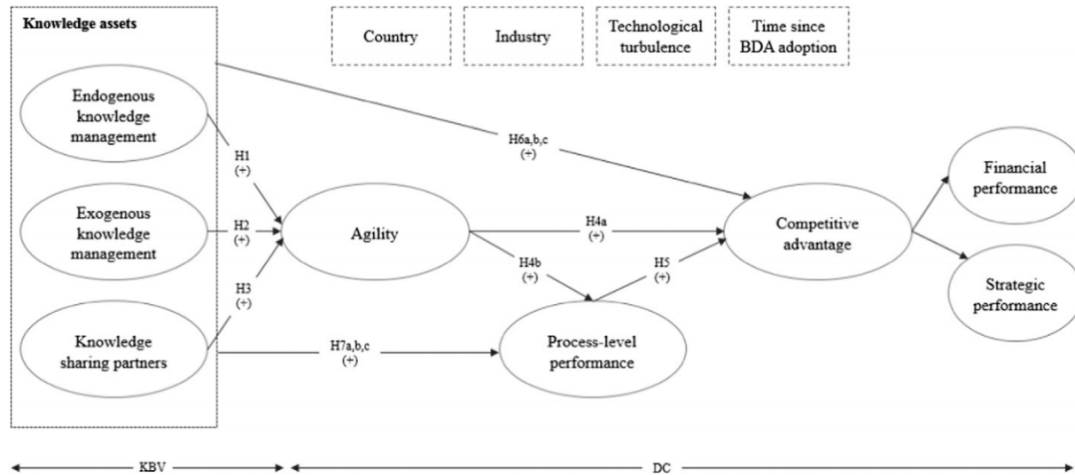 Knowledge assets
Country
Industry
Technological
turbulence
Time since
BDA adoption
Endogenous
knowledge
management
H1
(+)
H6a,b,c
(+)
Financial
performance
Exogenous
knowledge
management
H2
(+)
Agility
H4a
(+)
Competitive
advantage
H4b
(+)
H5
(+)
H3
(+)
Strategic
performance
Knowledge
sharing partners
H7a,b,c
(+)
Process-level
performance
KBV
DC